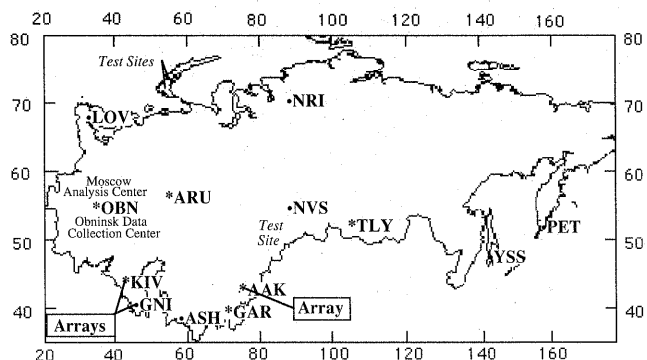 20 40 60 80 100 120 140 160
80 80
Test Sites
NRI
70 70
LOV
60 60
Moscow
Analysis Center
*ARU
*OBN
NVS
Obninsk Data
Collection Center
Test
Site
*TLY
PET
50 50
YSS
*KIV
*AAK
GNI
*GAR
Array
40 40
ASH
Arrays
20 40 60 80 100 120 140 160